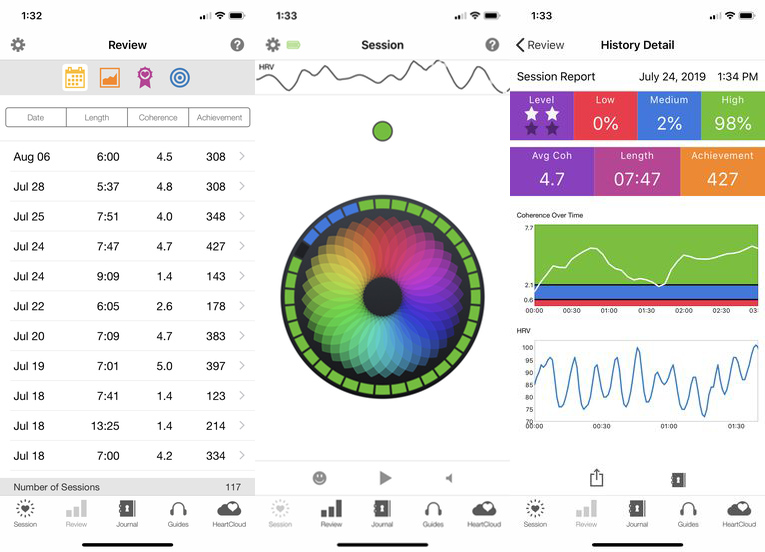 1:32
Review
?
Date Length Coherence Achievement
Aug 06 6:00 4.5 308
Jul 28 5:37 4.8 308
Jul 25 7:51 4.0 348
Jul 24 7:47 4.7 427
Jul 24 9:09 1.4 143
Jul 22 6:05 2.6 178
Jul 20 7:09 4.7 383
Jul 19 7:01 5.0 397
Jul 18 7:41 1.4 123
Jul 18 13:25 1.4 214
Jul 18 7:00 4.2 334
Number of Sessions 117
Session Review Journal Guides HeartCloud
1:33
Session
?
HRV
Session Review Journal Guides HeartCloud
1:33
Review History Detail
Session Report July 24, 2019 1:34 PM
Level Low Medium High
0% 2% 98%
Avg Coh Length Achievement
4.7 07:47 427
Coherence Over Time
7.7
2.1
0.6
00:00 00:30 01:00 01:30 02:00 02:30 03:
HRV
100
95
90
85
80
75
70
00:00 00:30 01:00 01:30
Session Review Journal Guides HeartCloud